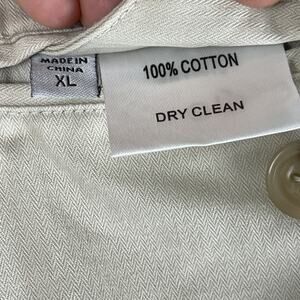 MADE IN
CHINA
XL
100% COTTON
DRY CLEAN